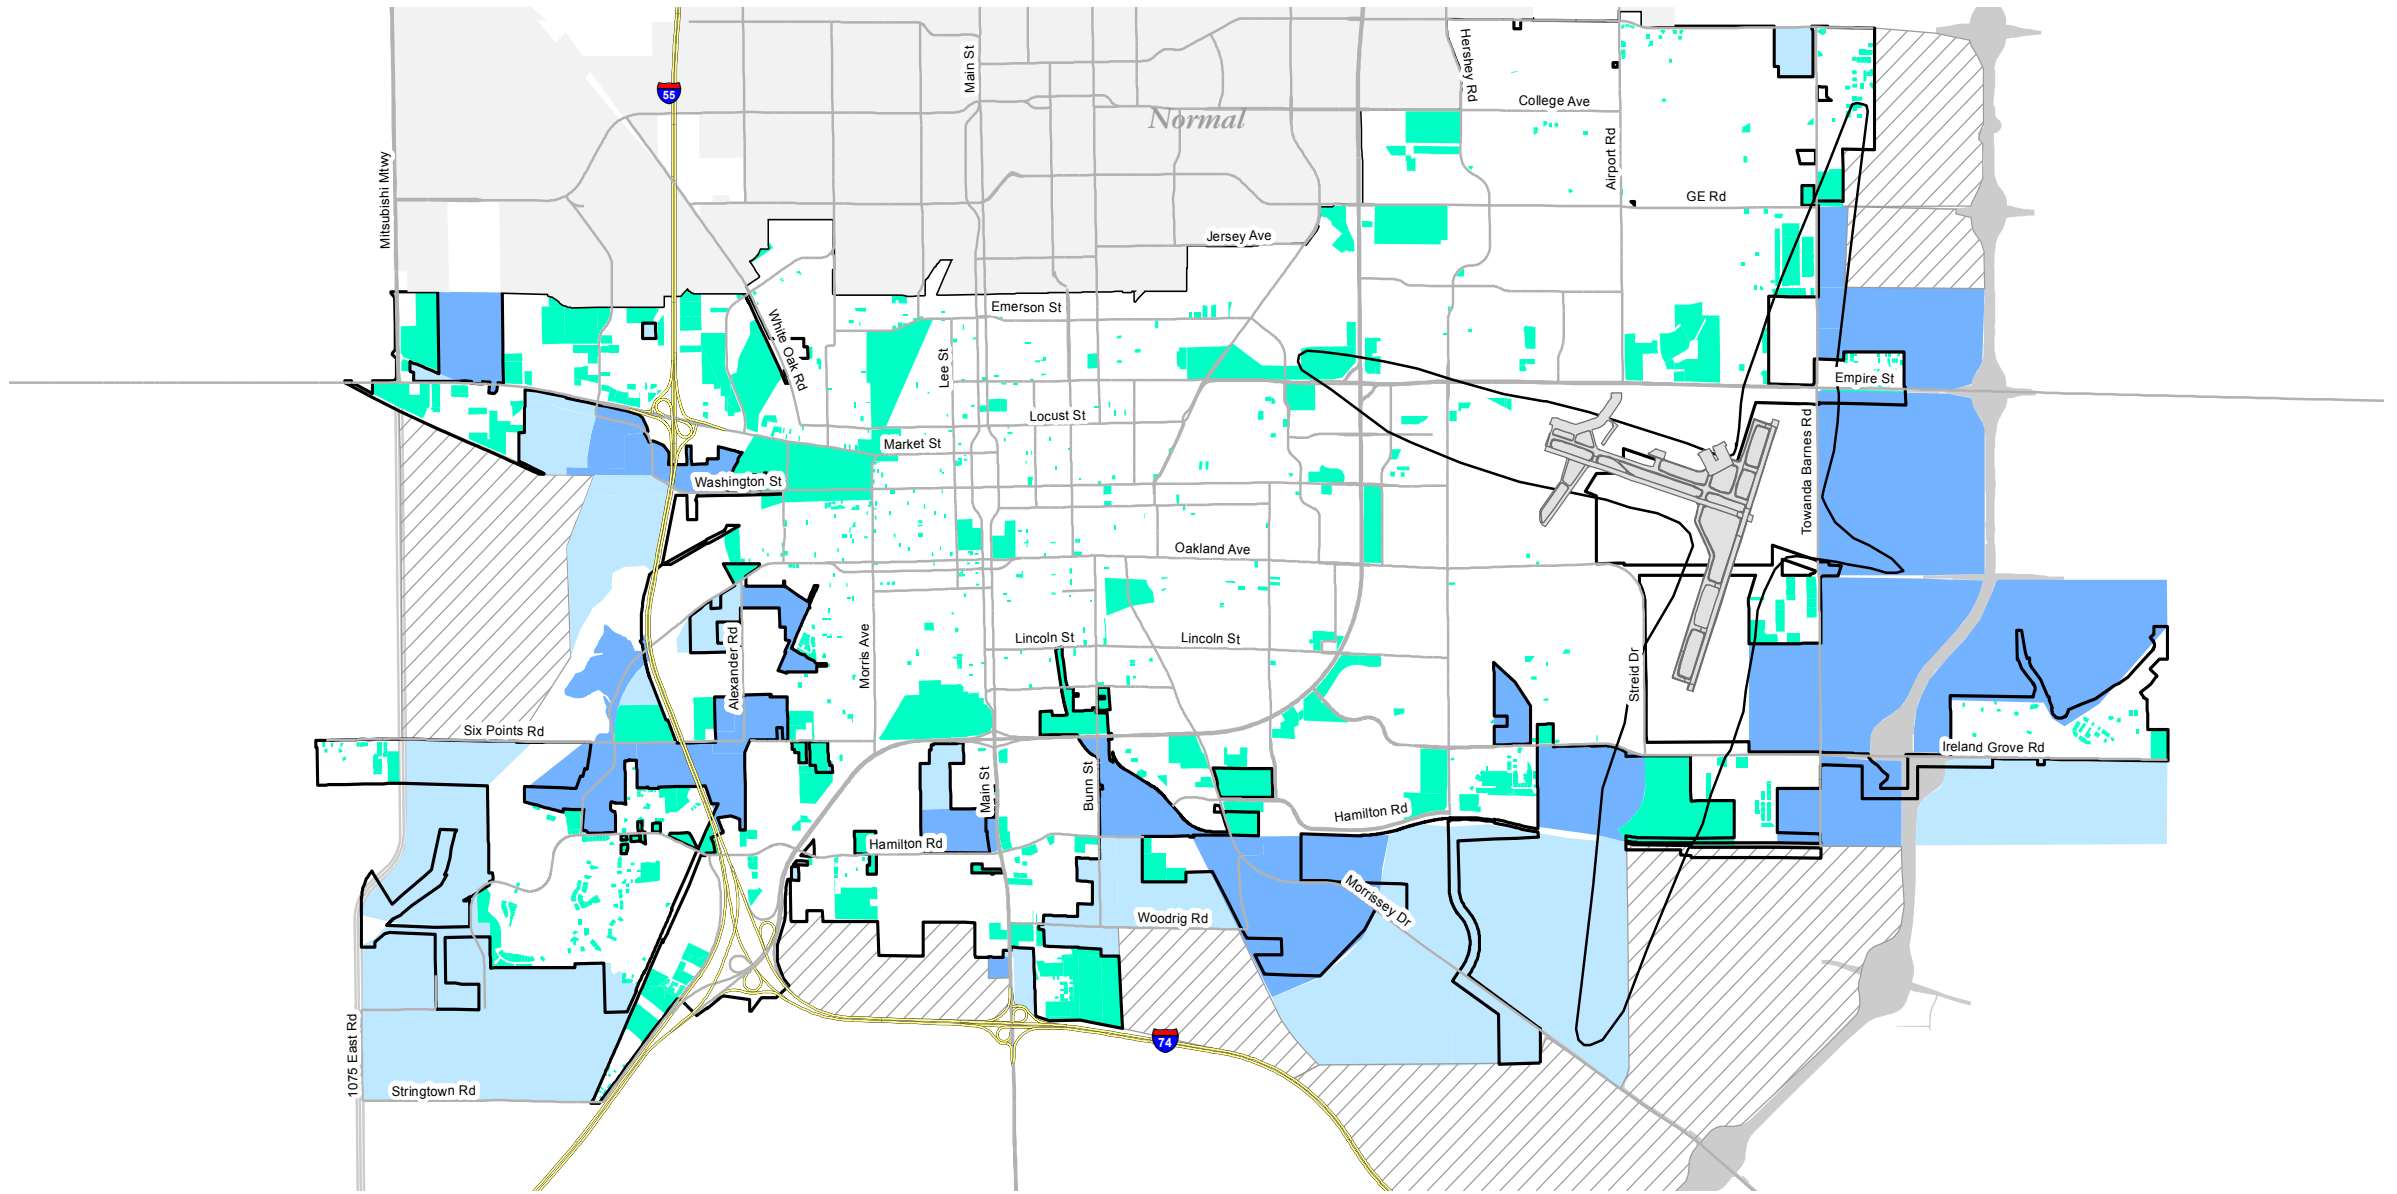 Main St
Hershey Rd
55
College Ave
Normal
Airport Rd
Mitsubishi Mtwy
GE Rd
Jersey Ave
Emerson St
White Oak Rd
Lee St
Empire St
Locust St
Market St
Towanda Barnes Rd
Washington St
Oakland Ave
Lincoln St
Lincoln St
Alexander Rd
Morris Ave
Streid Dr
Six Points Rd
Ireland Grove Rd
Main St
Bunn St
Hamilton Rd
Hamilton Rd
Morrissey Dr
Woodrig Rd
74
1075 East Rd
Stringtown Rd